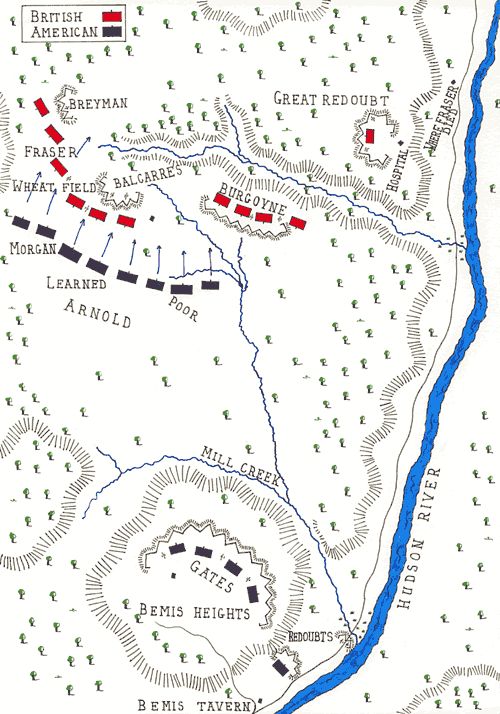 BRITISH
AMERICAN
BREYMAN
GREAT REDOUBT
WHERE FRASER
DIED
HOSPITAL
FRASER
WHEAT FIELD
BALCARRES
BURGOYNE
MORGAN
LEARNED
POOR
ARNOLD
MILL CREEK
HUDSON RIVER
GATES
BEMIS HEIGHTS
REDOUBTS
BEMIS TAVERN